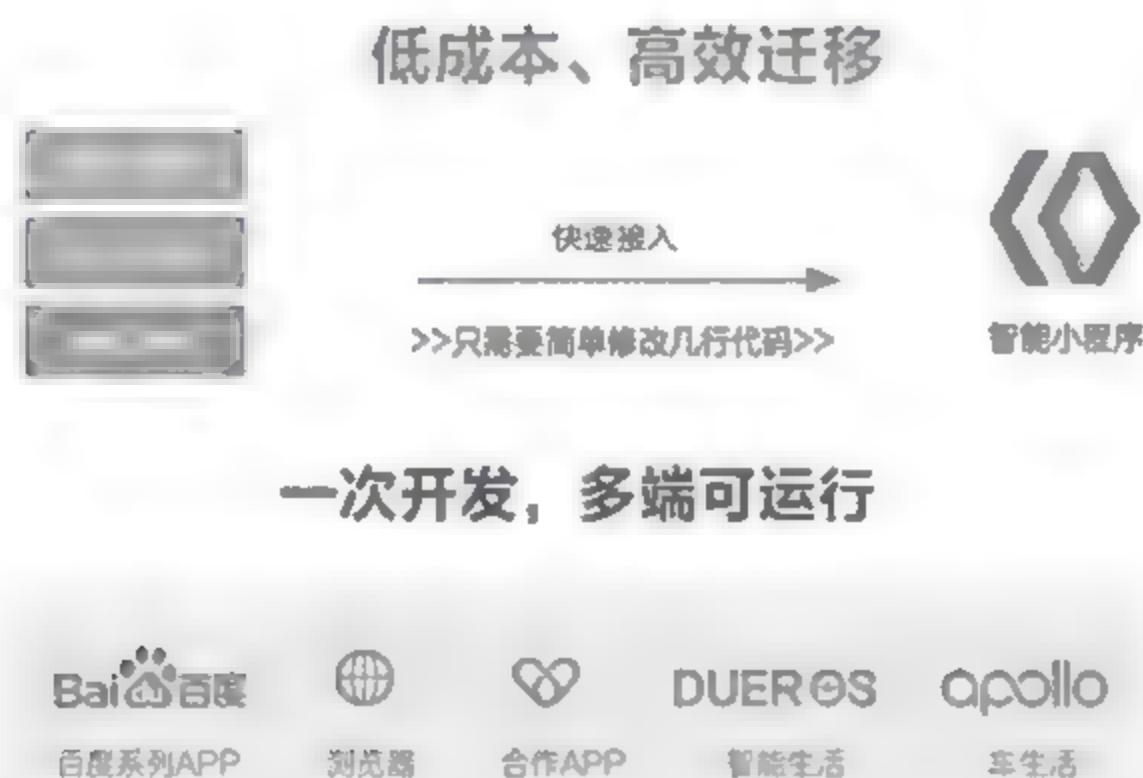 低成本、高效迁移
快速接入
>>只需要简单修改几行代码>>
智能小程序
一次开发，多端可运行
Bai百度
DUEROS
apollo
百度系列APP
浏览器
合作APP
智能生活
车生活